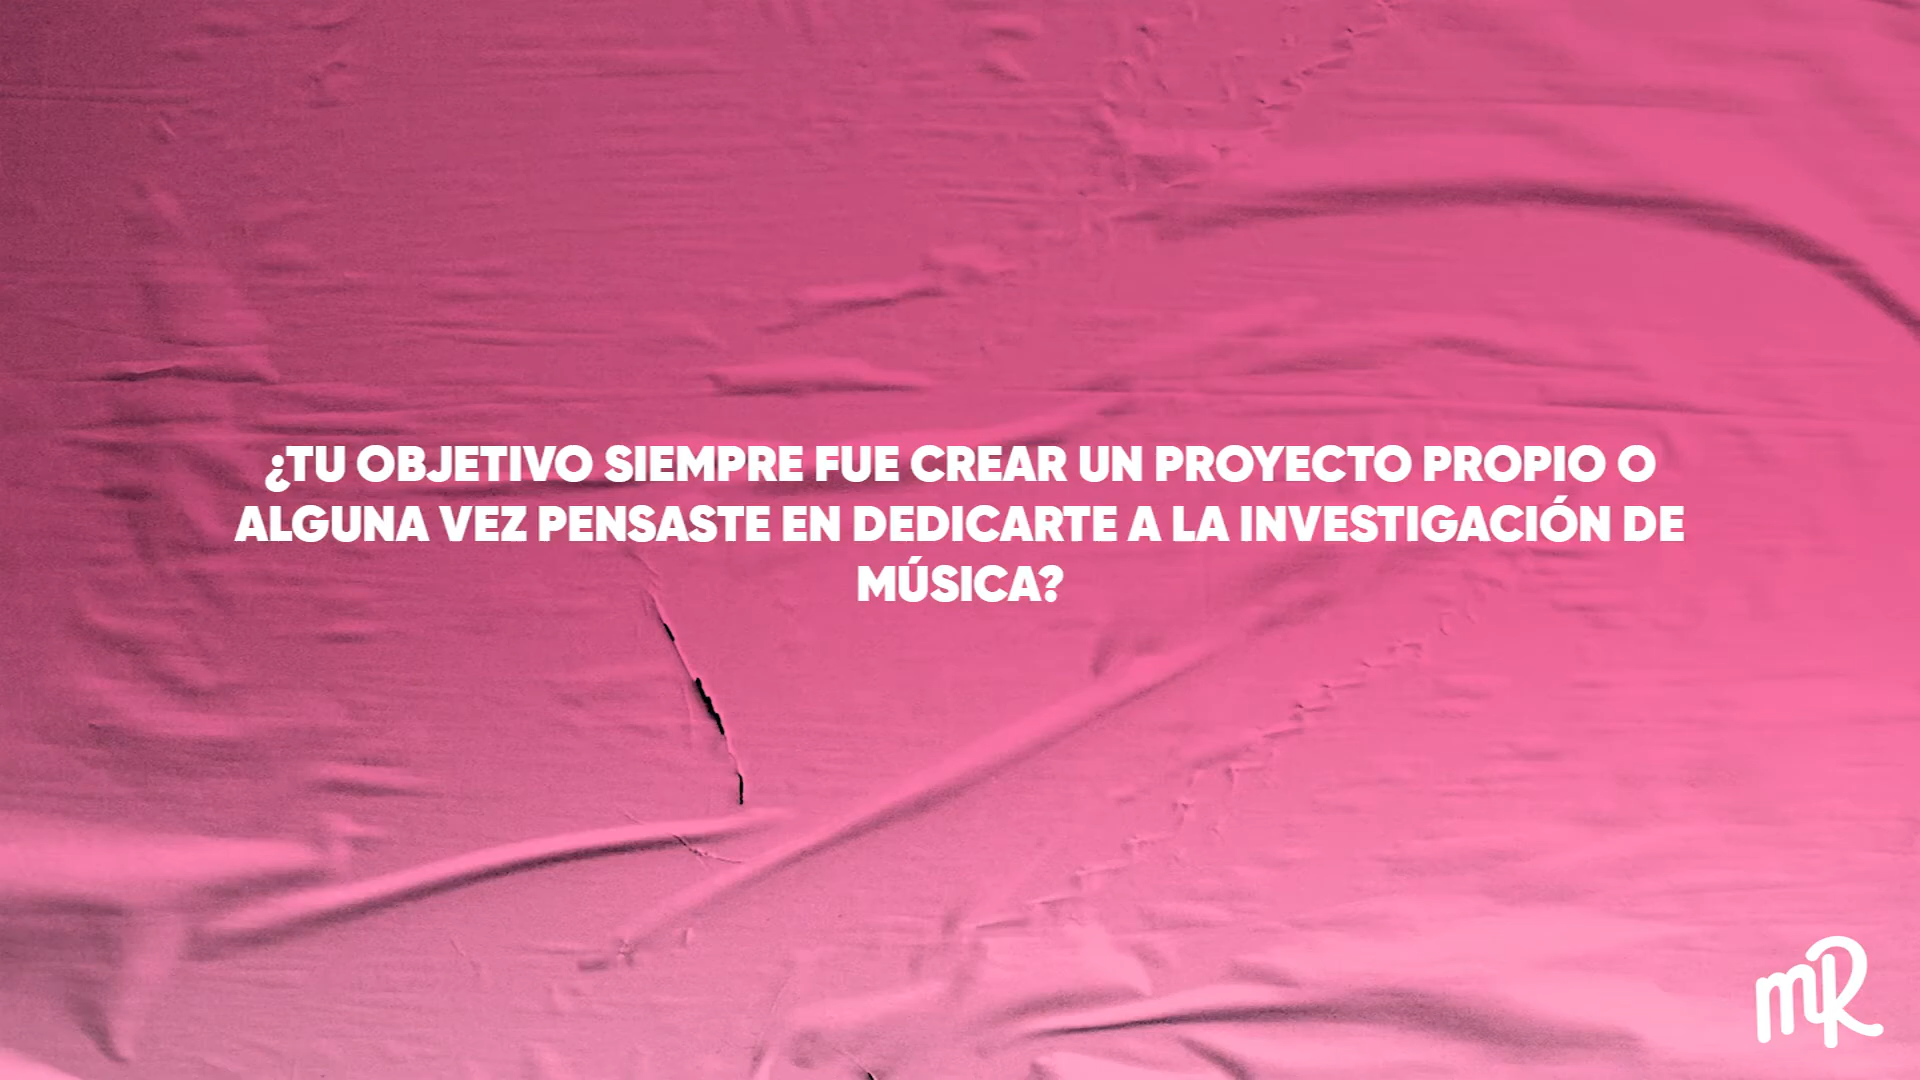 ¿TU OBJETIVO SIEMPRE FUE CREAR UN PROYECTO PROPIO O
ALGUNA VEZ PENSASTE EN DEDICARTE A LA INVESTIGACIÓN DE
MÚSICA?
mR